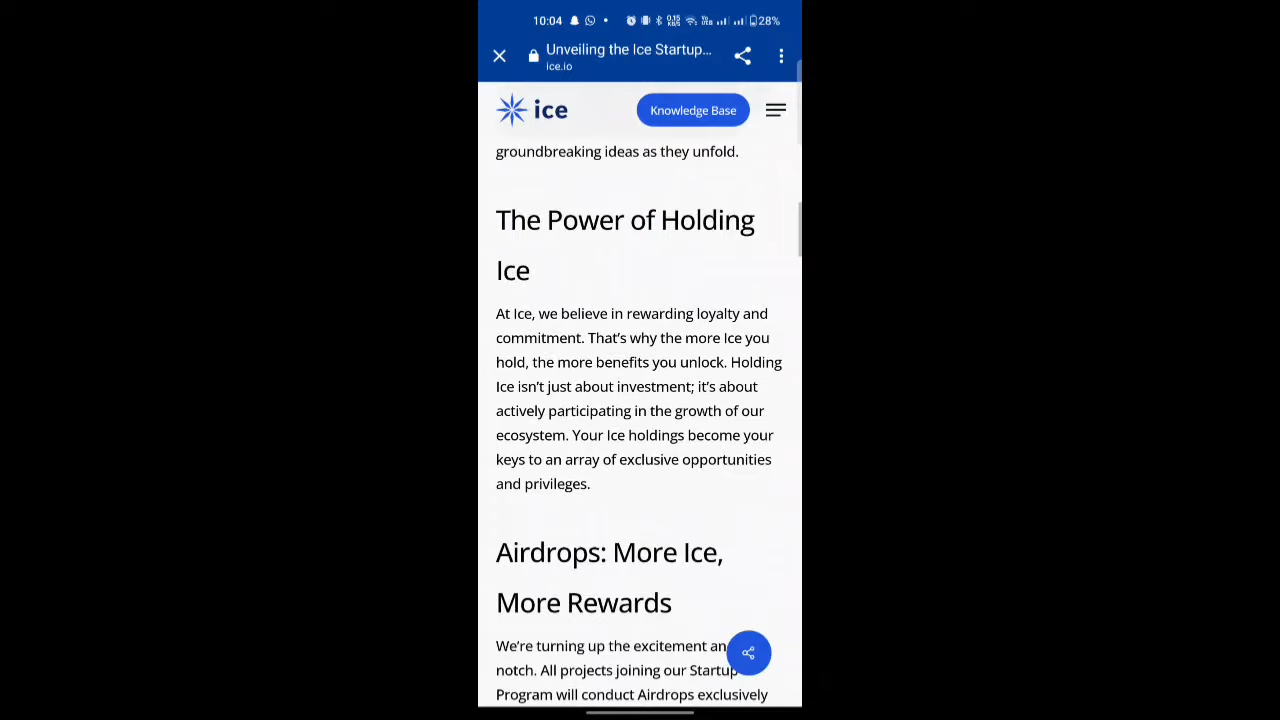 10:04
28%
Unveiling the Ice Startup...
ice.io
ice
Knowledge Base
groundbreaking ideas as they unfold.
The Power of Holding
Ice
At Ice, we believe in rewarding loyalty and
commitment. That's why the more Ice you
hold, the more benefits you unlock. Holding
Ice isn't just about investment; it's about
actively participating in the growth of our
ecosystem. Your Ice holdings become your
keys to an array of exclusive opportunities
and privileges.
Airdrops: More Ice,
More Rewards
We're turning up the excitement an
notch. All projects joining our Startup
Program will conduct Airdrops exclusively